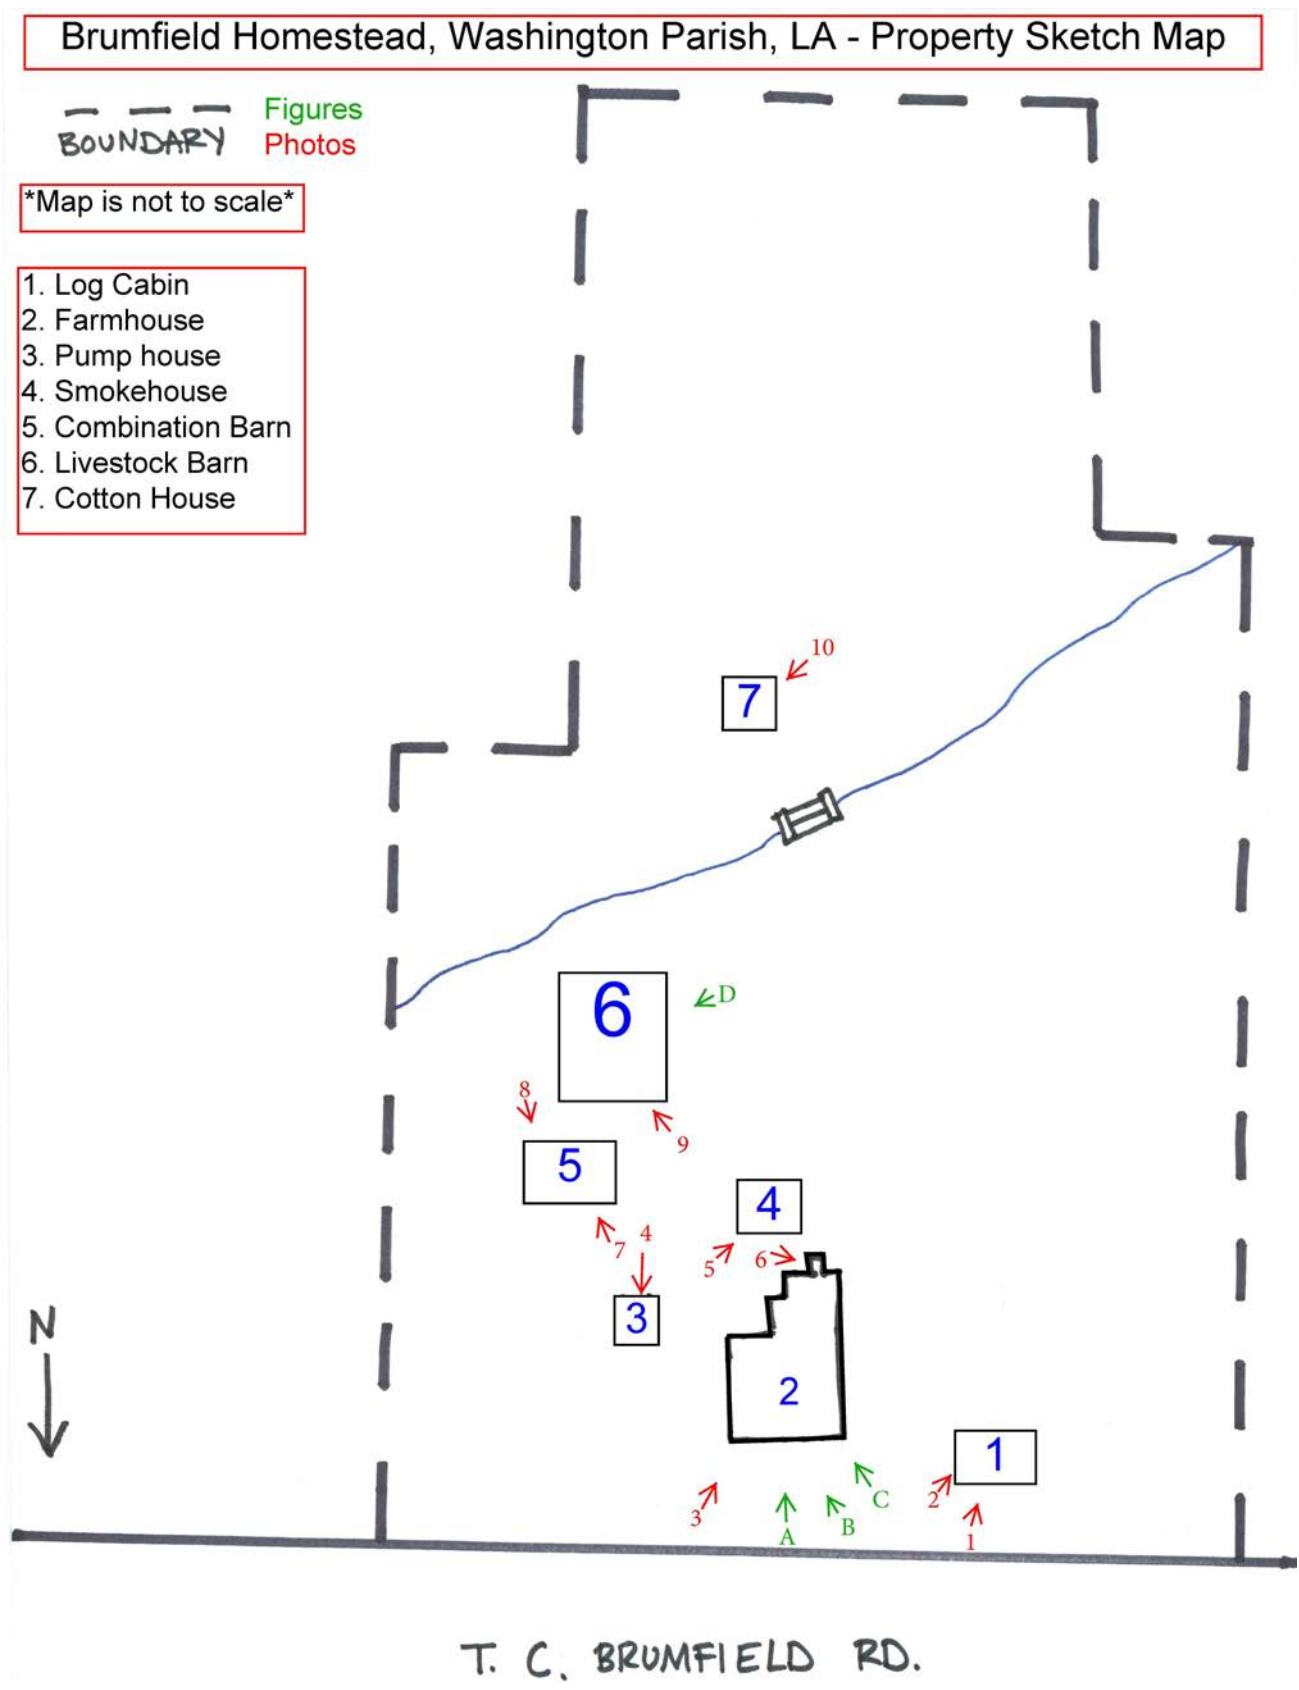 Brumfield Homestead, Washington Parish, LA - Property Sketch Map
Figures
BOUNDARY Photos
*Map is not to scale*
1. Log Cabin
2. Farmhouse
3. Pump house
4. Smokehouse
5. Combination Barn
6. Livestock Barn
7. Cotton House
10
7
6
D
8
9
5
4
7
4
5
6
3
N
2
1
3
A
B
C
2
1
T. C. BRUMFIELD RD.